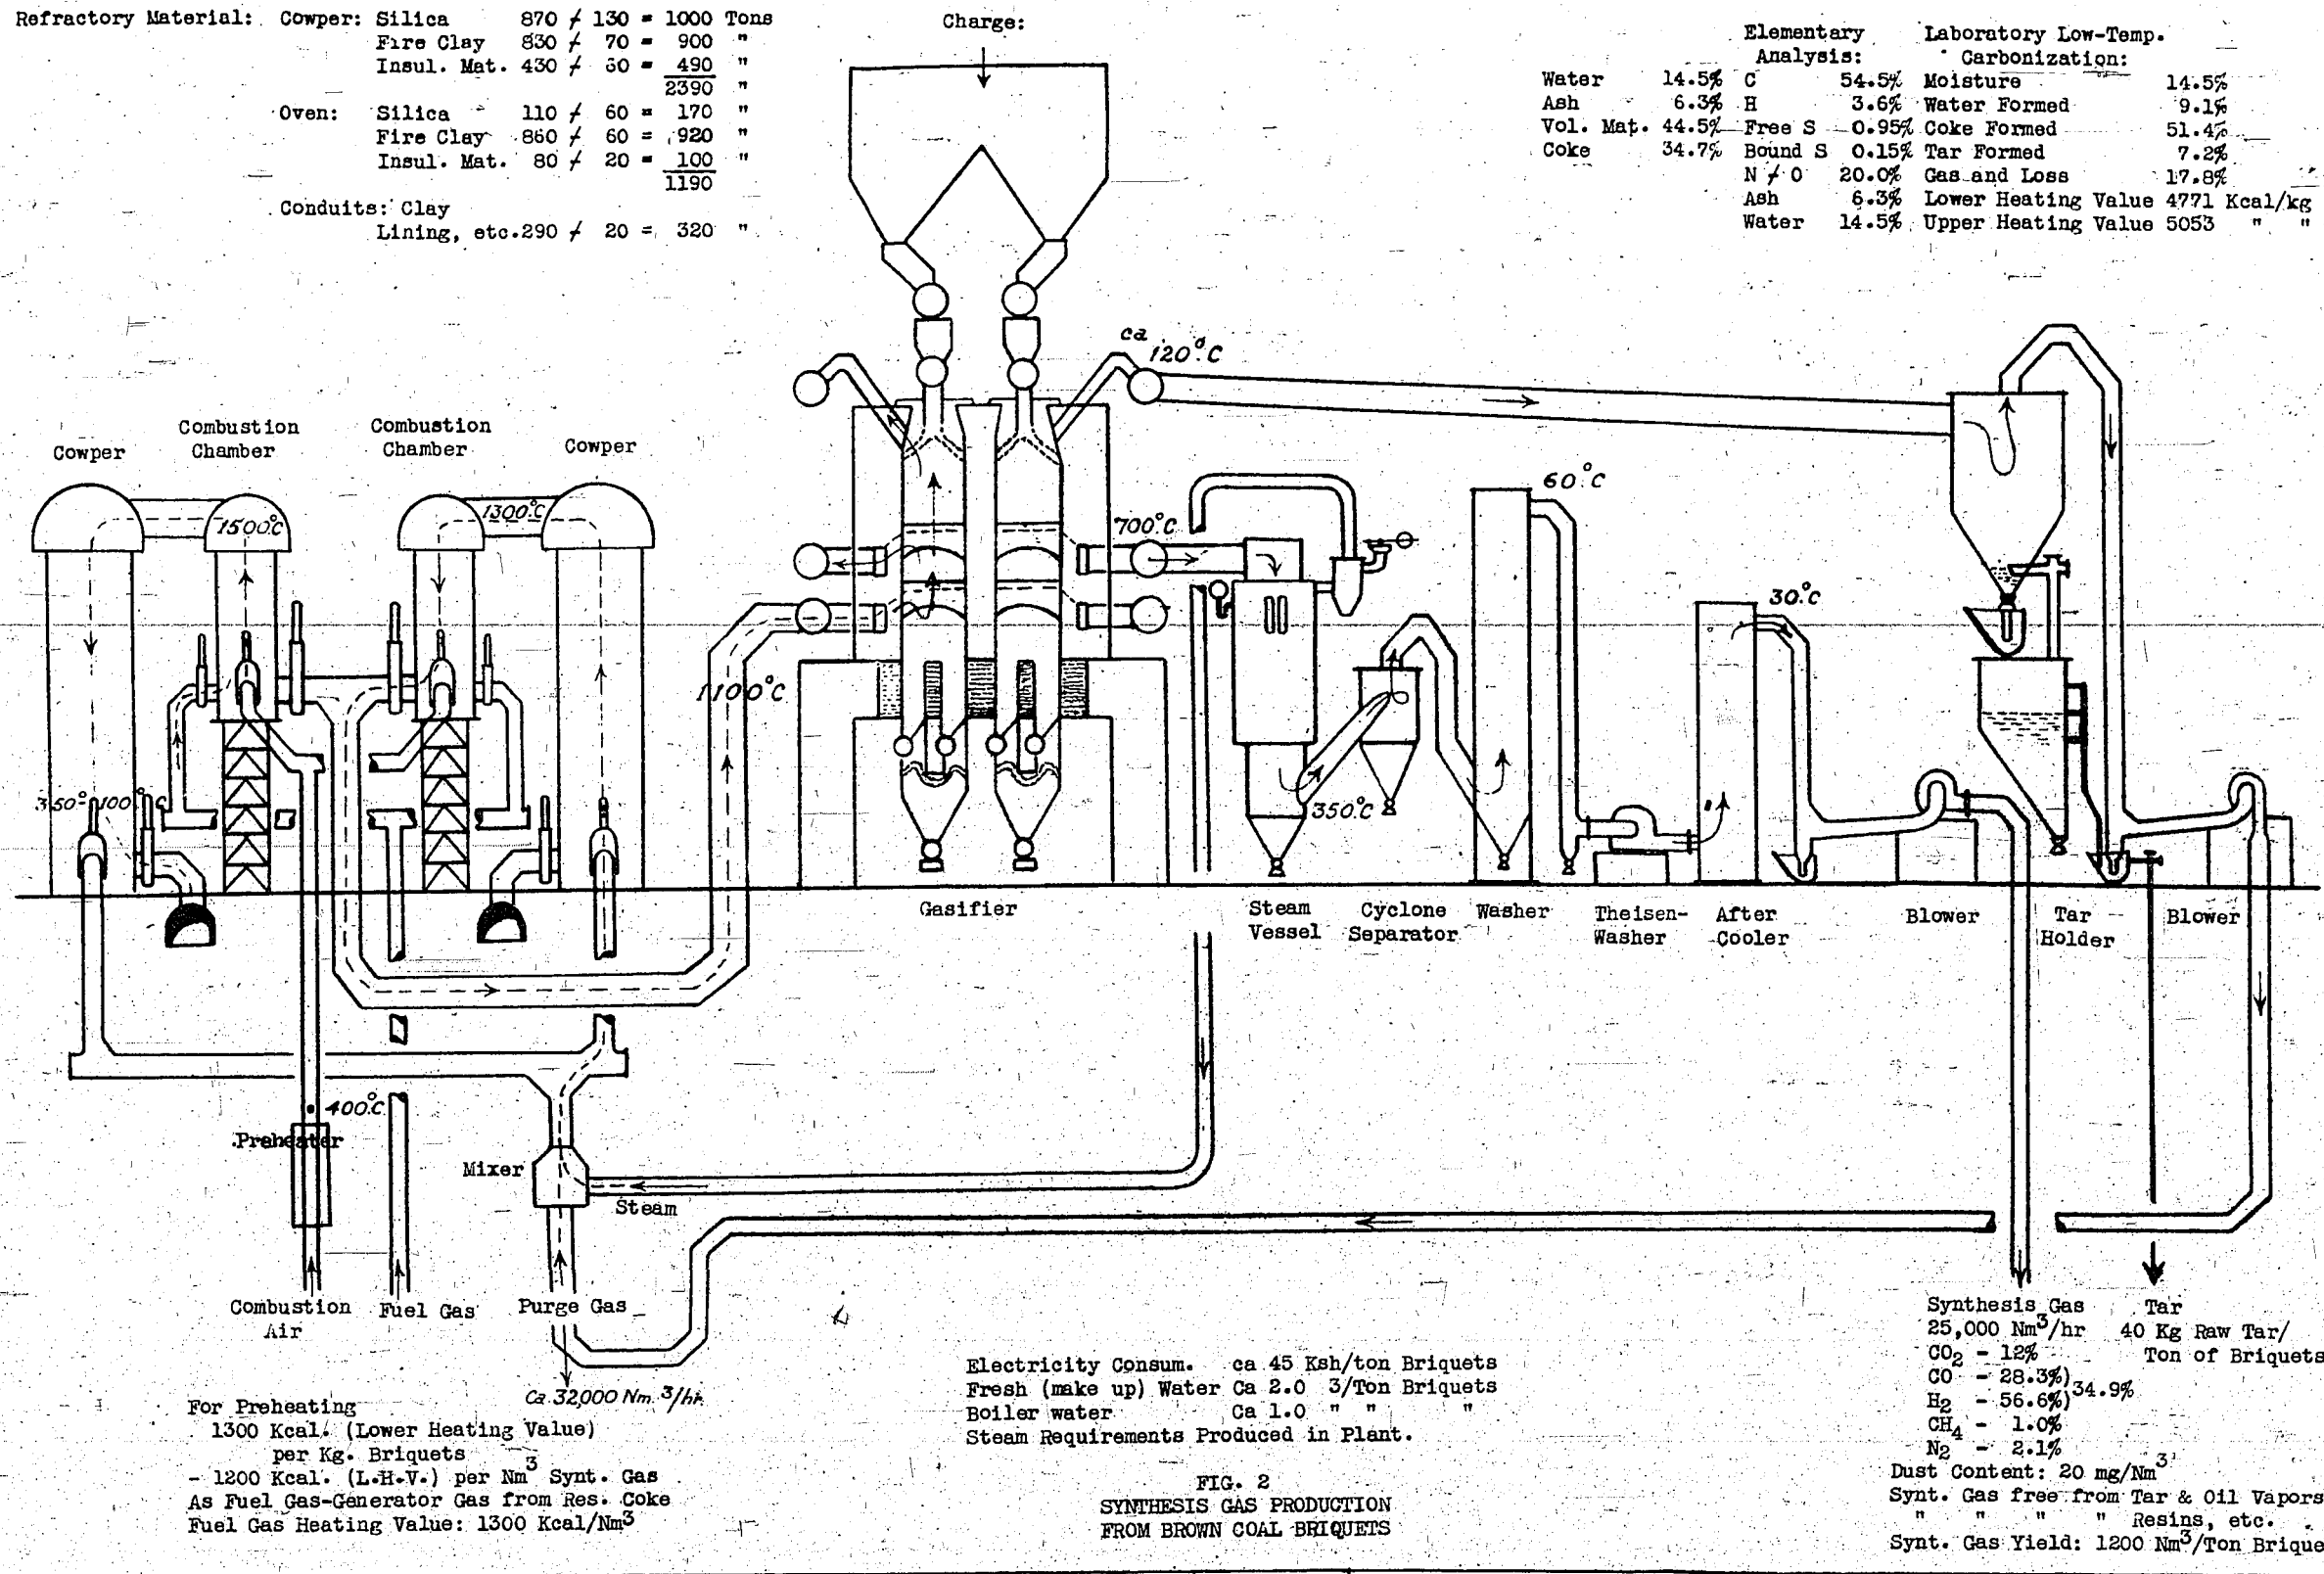 Refractory Material: Cowper: Silica 870 ≠ 130 = 1000 Tons
Fire Clay 830 ≠ 70 = 900 "
Insul. Mat. 430 ≠ 60 = 490 "
2390 "
Oven: Silica 110 ≠ 60 = 170 "
Fire Clay 860 ≠ 60 = 920 "
Insul. Mat. 80 ≠ 20 = 100 "
1190
Conduits: Clay
Lining, etc. 290 ≠ 20 = 320 "
Charge:
Elementary Laboratory Low-Temp.
Analysis: Carbonization:
Water 14.5% C 54.5% Moisture 14.5%
Ash 6.3% H 3.6% Water Formed 9.1%
Vol. Mat. 44.5% Free S 0.95% Coke Formed 51.4%
Coke 34.7% Bound S 0.15% Tar Formed 7.2%
N ≠ O 20.0% Gas and Loss 17.8%
Ash 6.3% Lower Heating Value 4771 Kcal/kg
Water 14.5% Upper Heating Value 5053 " "
ca 120°C
Cowper
Combustion
Chamber
Combustion
Chamber
Cowper
1500°C
1300°C
700°C
60°C
30°C
1100°C
350°-100°C
350°C
Gasifier
Steam
Vessel
Cyclone
Separator
Washer
Theisen-
Washer
After
Cooler
Blower
Tar
Holder
Blower
400°C
Preheater
Mixer
Steam
Combustion
Air
Fuel Gas
Purge Gas
Ca 32,000 Nm.3/hr.
For Preheating
1300 Kcal. (Lower Heating Value)
per Kg. Briquets
- 1200 Kcal. (L.H.V.) per Nm3 Synt. Gas
As Fuel Gas-Generator Gas from Res. Coke
Fuel Gas Heating Value: 1300 Kcal/Nm3
Electricity Consum. ca 45 Ksh/ton Briquets
Fresh (make up) Water Ca 2.0 3/Ton Briquets
Boiler water Ca 1.0 " " "
Steam Requirements Produced in Plant.
FIG. 2
SYNTHESIS GAS PRODUCTION
FROM BROWN COAL BRIQUETS
Synthesis Gas
25,000 Nm3/hr
CO2 - 12%
CO - 28.3%)
H2 - 56.6%) 34.9%
CH4 - 1.0%
N2 - 2.1%
Tar
40 Kg Raw Tar/
Ton of Briquets
Dust Content: 20 mg/Nm3
Synt. Gas free from Tar & Oil Vapors
" " " " Resins, etc.
Synt. Gas Yield: 1200 Nm3/Ton Brique